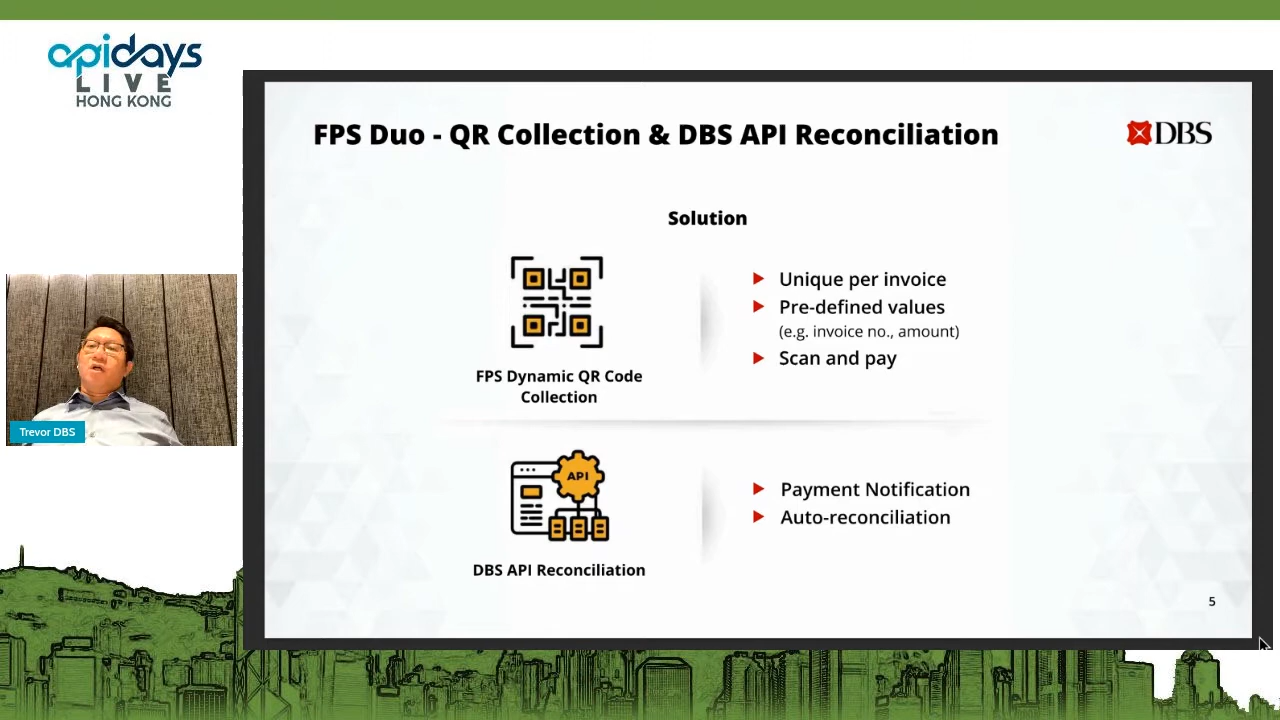 apidays
LIVE
HONG KONG
FPS Duo - QR Collection & DBS API Reconciliation
DBS
Solution
Unique per invoice
Pre-defined values
(e.g. invoice no., amount)
Scan and pay
FPS Dynamic QR Code
Collection
API
Payment Notification
Auto-reconciliation
DBS API Reconciliation
5
Trevor DBS